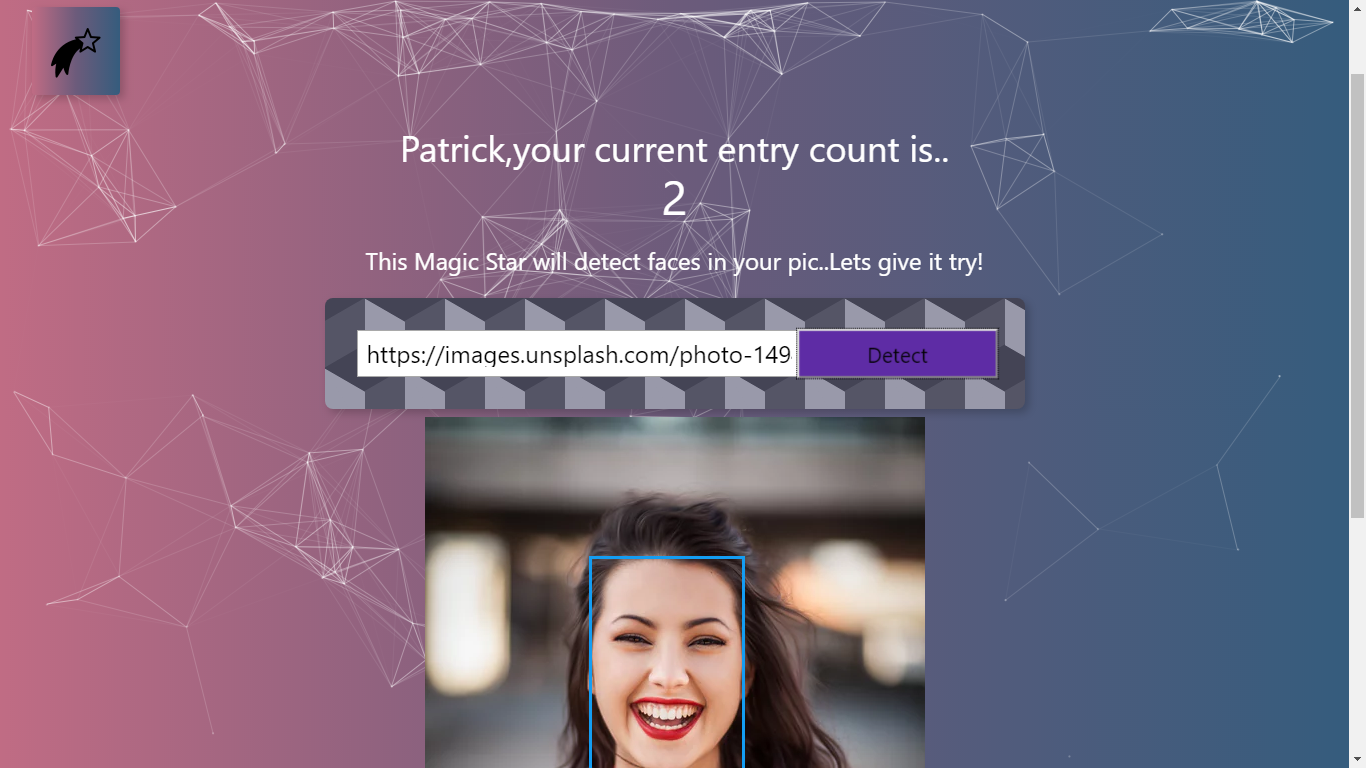 Patrick,your current entry count is..
2
This Magic Star will detect faces in your pic..Lets give it try!
https://images.unsplash.com/photo-149
Detect